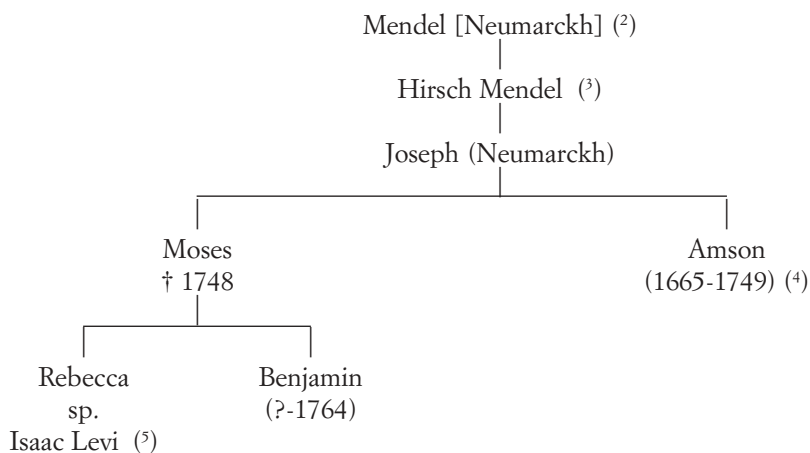 Mendel [Neumarckh] (²)
Hirsch Mendel (³)
Joseph (Neumarckh)
Moses
† 1748
Amson
(1665-1749) (⁴)
Rebecca
sp.
Isaac Levi (⁵)
Benjamin
(?-1764)